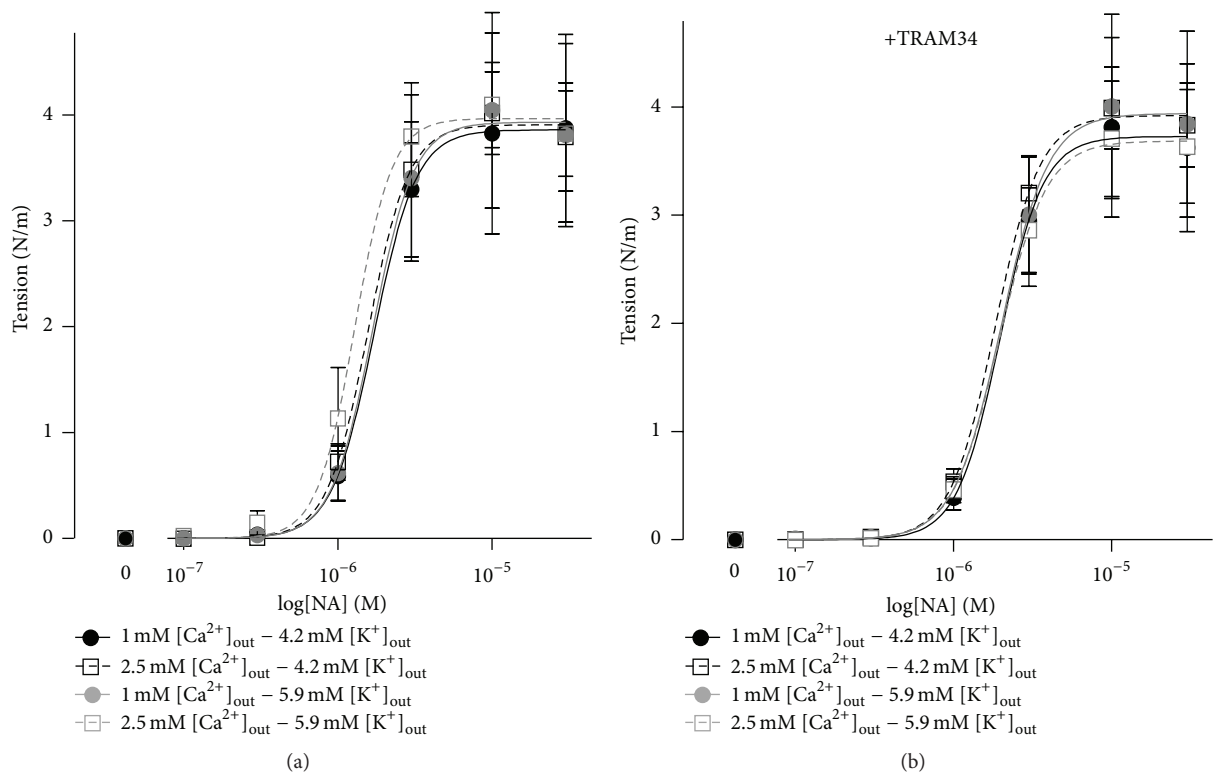 Tension (N/m)
4
3
2
1
0
0
10⁻⁷
10⁻⁶
10⁻⁵
log[NA] (M)
1 mM [Ca²⁺]out – 4.2 mM [K⁺]out
2.5 mM [Ca²⁺]out – 4.2 mM [K⁺]out
1 mM [Ca²⁺]out – 5.9 mM [K⁺]out
2.5 mM [Ca²⁺]out – 5.9 mM [K⁺]out
(a)
+TRAM34
Tension (N/m)
4
3
2
1
0
0
10⁻⁷
10⁻⁶
10⁻⁵
log[NA] (M)
1 mM [Ca²⁺]out – 4.2 mM [K⁺]out
2.5 mM [Ca²⁺]out – 4.2 mM [K⁺]out
1 mM [Ca²⁺]out – 5.9 mM [K⁺]out
2.5 mM [Ca²⁺]out – 5.9 mM [K⁺]out
(b)